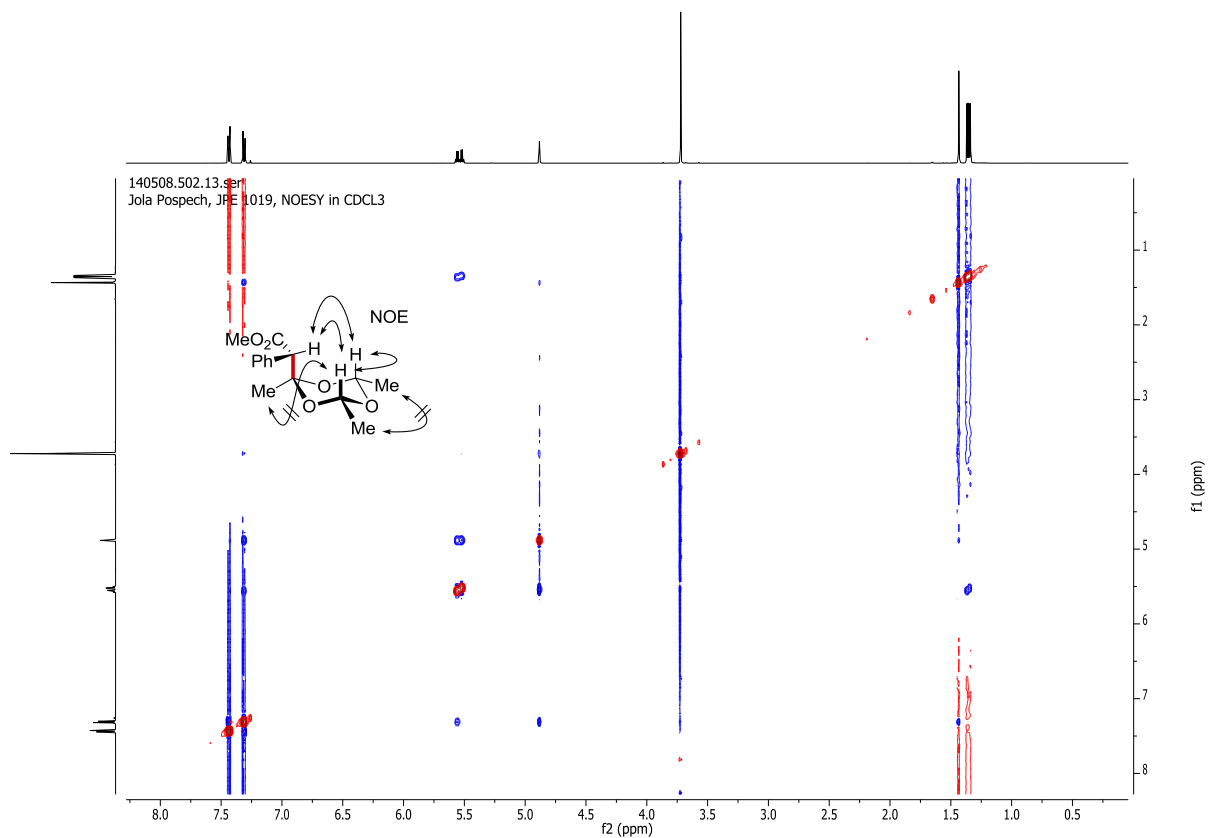 140508.502.13.ser
Jola Pospech, JPE 1019, NOESY in CDCL3
NOE
MeO2C
H
H
Ph
H
Me
O
Me
O
O
Me
1
2
3
4
5
6
7
8
f1 (ppm)
8.0 7.5 7.0 6.5 6.0 5.5 5.0 4.5 4.0 3.5 3.0 2.5 2.0 1.5 1.0 0.5
f2 (ppm)